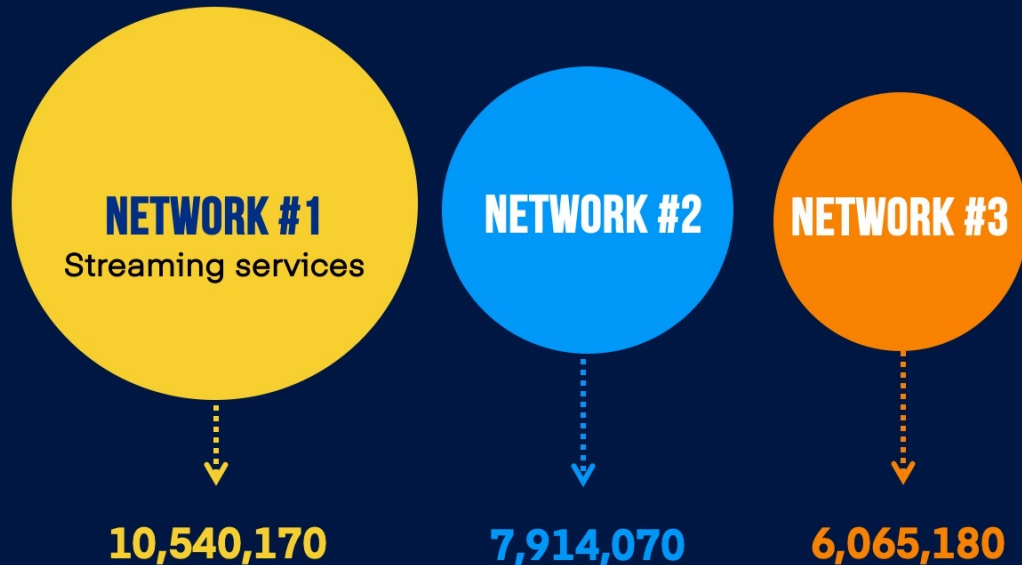 NETWORK #1
Streaming services
NETWORK #2
NETWORK #3
10,540,170
7,914,070
6,065,180